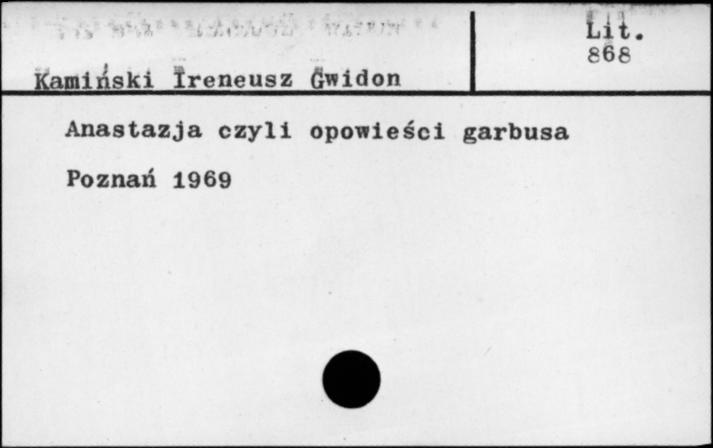 Lit.
868
Kamiński Ireneusz Gwidon
Anastazja czyli opowieści garbusa
Poznań 1969